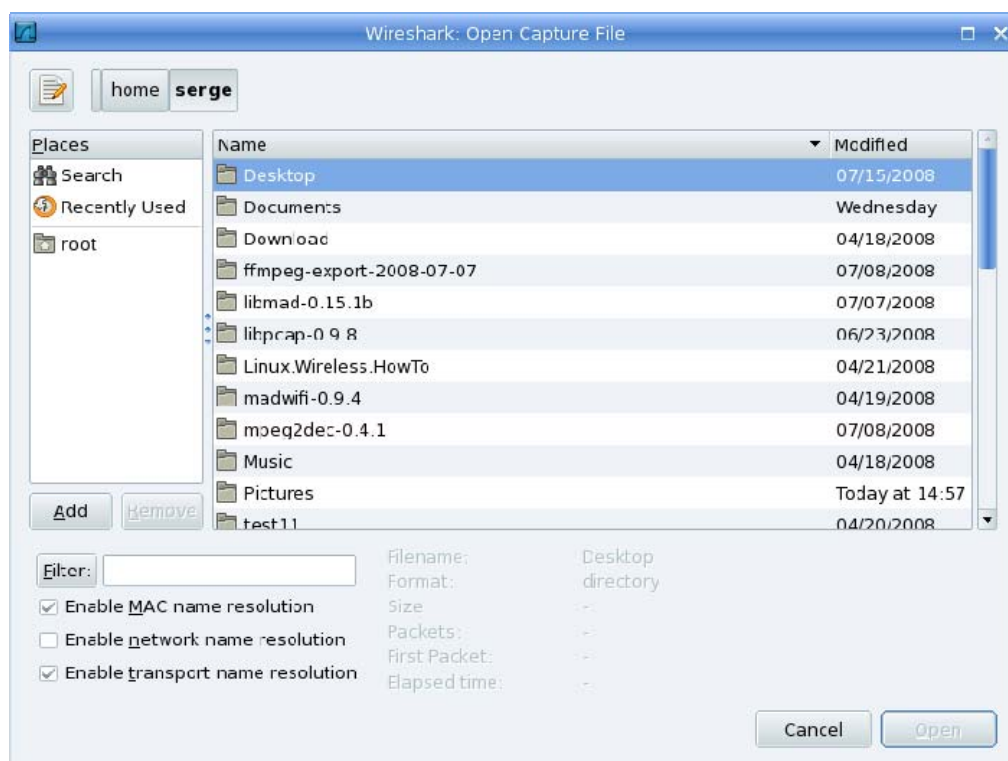 Wireshark: Open Capture File
home serge
Places
Search
Recently Used
root
Name Modified
Desktop 07/15/2008
Documents Wednesday
Download 04/18/2008
ffmpeg-export-2008-07-07 07/08/2008
libmad-0.15.1b 07/07/2008
libpcap-0.9.8 06/23/2008
Linux.Wireless.HowTo 04/21/2008
madwifi-0.9.4 04/19/2008
mpeg2dec-0.4.1 07/08/2008
Music 04/18/2008
Pictures Today at 14:57
test11 04/20/2008
Add Remove
Filter:
Enable MAC name resolution
Enable network name resolution
Enable transport name resolution
Filename: Desktop
Format: directory
Size -
Packets: -
First Packet: -
Elapsed time: -
Cancel Open